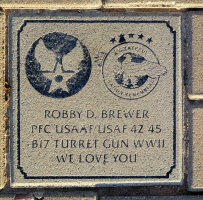 ROBBY D. BREWER
PFC USAAF/USAF 42 45
B17 TURRET GUN WWII
WE LOVE YOU